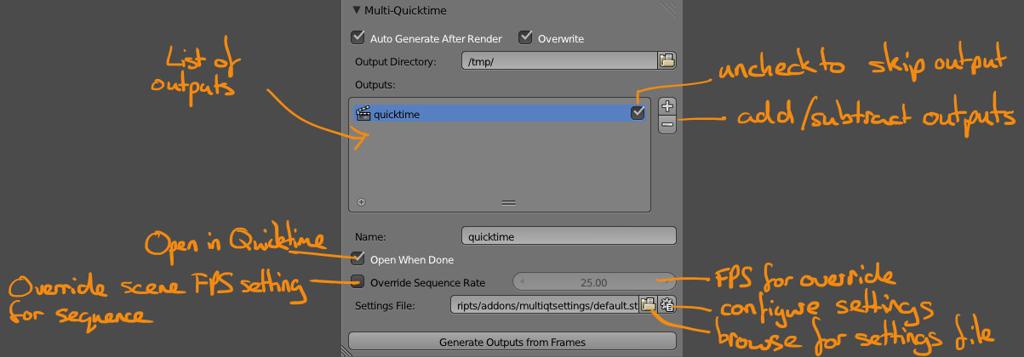 Multi-Quicktime
Auto Generate After Render Overwrite
Output Directory: /tmp/
Outputs:
quicktime
List of
outputs
uncheck to skip output
add/subtract outputs
Name: quicktime
Open in Quicktime
Open When Done
Override scene FPS setting
for sequence
Override Sequence Rate 25.00
FPS for override
Settings File: ripts/addons/multiqtsettings/default.st
configure settings
browse for settings file
Generate Outputs from Frames